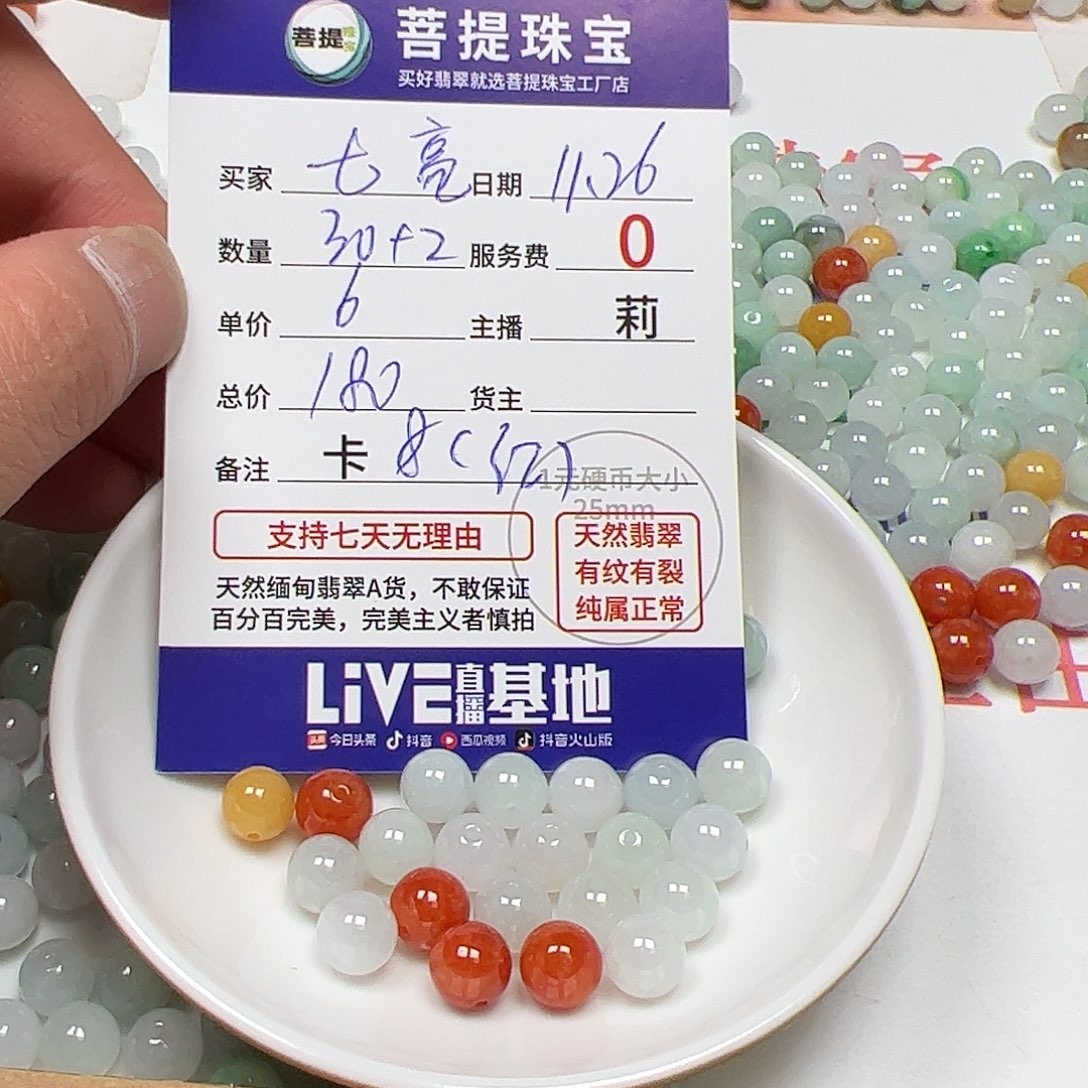 菩提珠宝
菩提珠宝
买好翡翠就选菩提珠宝工厂店
买家 七亮 日期 11.26
数量 30+2 服务费 0
单价 6 主播 莉
总价 180 货主
备注 卡 8(红)
1元硬币大小
25mm
支持七天无理由
天然翡翠
有纹有裂
纯属正常
天然缅甸翡翠A货，不敢保证
百分百完美，完美主义者慎拍
LiVE直播基地
头条 今日头条 抖音 西瓜视频 抖音火山版